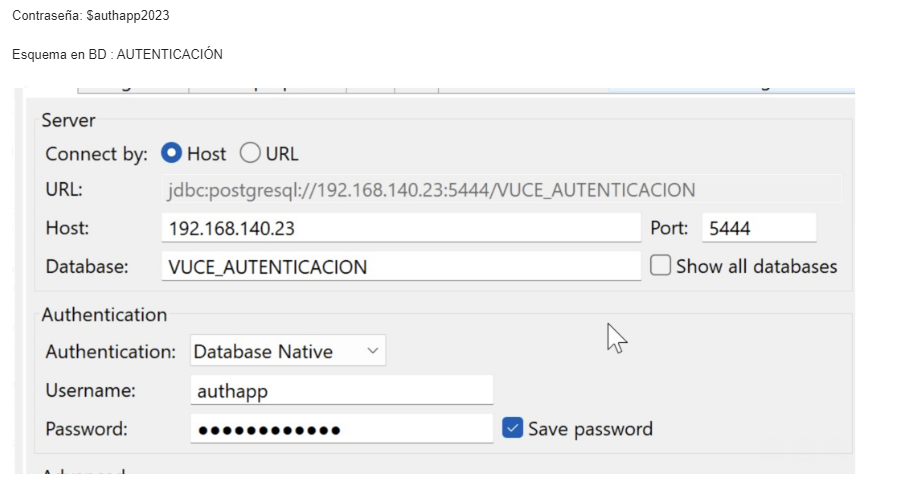 Contraseña: $authapp2023
Esquema en BD : AUTENTICACIÓN
Server
Connect by: Host URL
URL: jdbc:postgresql://192.168.140.23:5444/VUCE_AUTENTICACION
Host: 192.168.140.23 Port: 5444
Database: VUCE_AUTENTICACION Show all databases
Authentication
Authentication: Database Native
Username: authapp
Password: ●●●●●●●●●●●● Save password